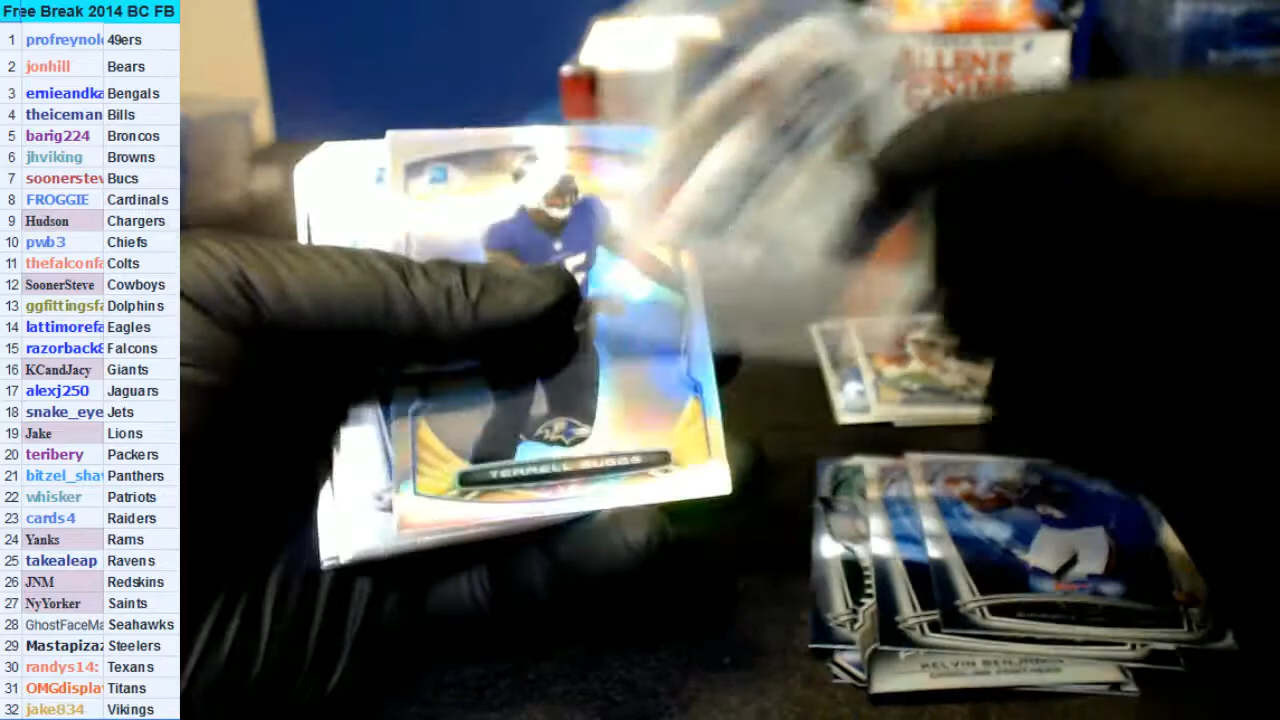 Free Break 2014 BC FB
1 profreynol 49ers
2 jonhill Bears
3 ernieandka Bengals
4 theiceman Bills
5 barig224 Broncos
6 jhviking Browns
7 soonerstev Bucs
8 FROGGIE Cardinals
9 Hudson Chargers
10 pwb3 Chiefs
11 thefalconfa Colts
12 SoonerSteve Cowboys
13 ggfittingsfa Dolphins
14 lattimorefa Eagles
15 razorback8 Falcons
16 KCandJacy Giants
17 alexj250 Jaguars
18 snake_eye Jets
19 Jake Lions
20 teribery Packers
21 bitzel_sha Panthers
22 whisker Patriots
23 cards4 Raiders
24 Yanks Rams
25 takealeap Ravens
26 JNM Redskins
27 NyYorker Saints
28 GhostFaceMa Seahawks
29 Mastapizaz Steelers
30 randys14: Texans
31 OMGdispla Titans
32 jake834 Vikings
TERRELL SUGGS
KELVIN BENJAMIN